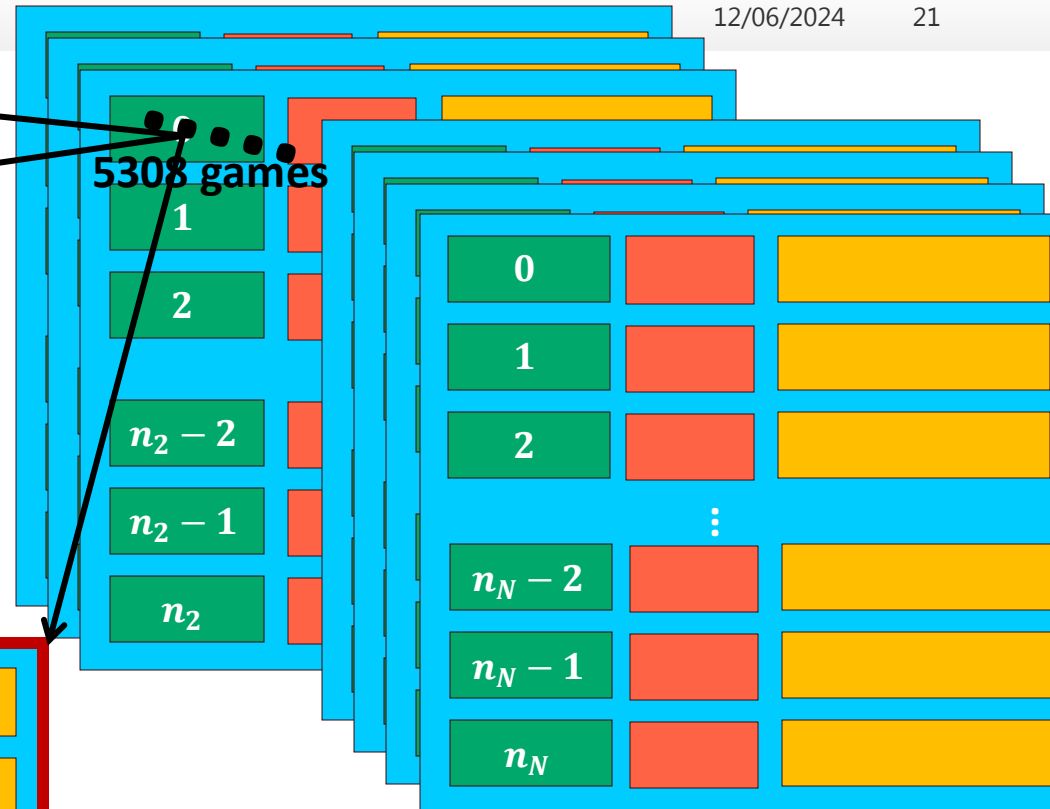 12/06/2024 21
0
5308 games
1
2
n₂ − 2
n₂ − 1
n₂
0
1
2
⋮
n_N − 2
n_N − 1
n_N